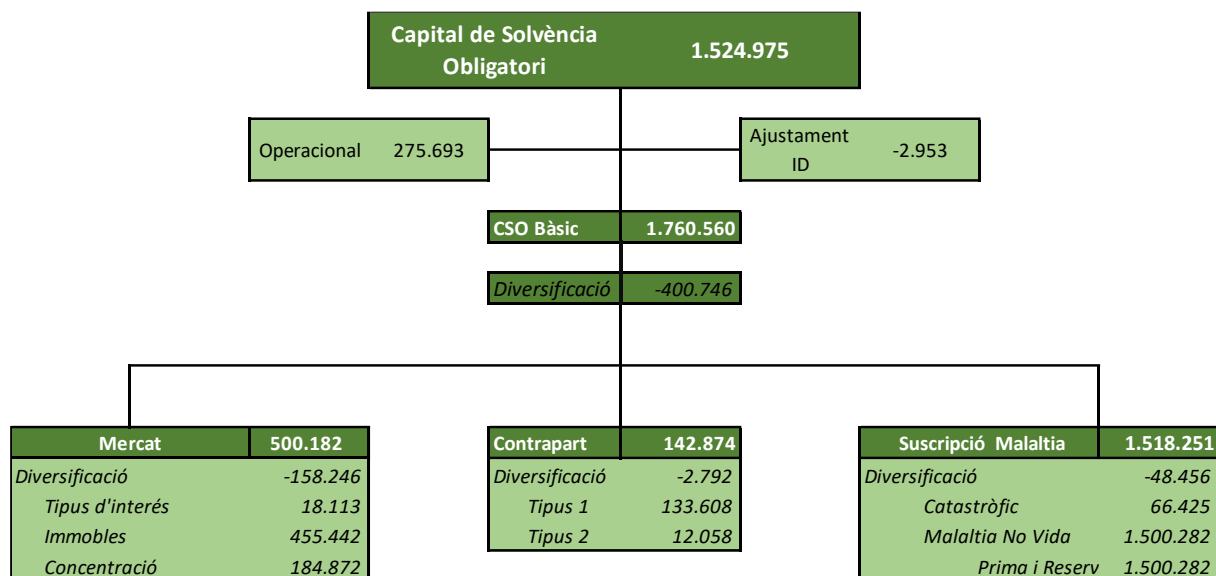 Capital de Solvència
Obligatori
1.524.975
Operacional 275.693
Ajustament
ID
-2.953
CSO Bàsic 1.760.560
Diversificació -400.746
Mercat 500.182
Diversificació -158.246
Tipus d'interés 18.113
Immobles 455.442
Concentració 184.872
Contrapart 142.874
Diversificació -2.792
Tipus 1 133.608
Tipus 2 12.058
Suscripció Malaltia 1.518.251
Diversificació -48.456
Catastròfic 66.425
Malaltia No Vida 1.500.282
Prima i Reserv 1.500.282